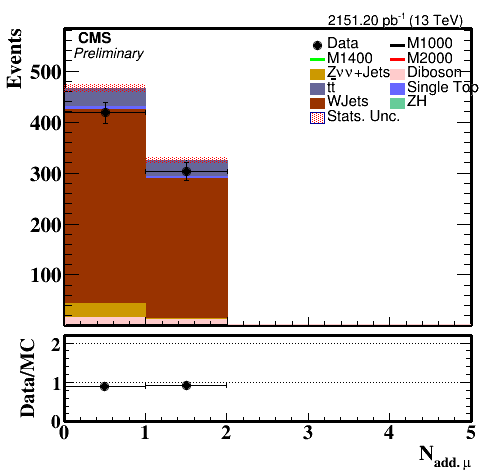 2151.20 pb⁻¹ (13 TeV)
CMS
Preliminary
Events
Data
M1000
M1400
M2000
Zνν+Jets
Diboson
tt̄
Single Top
WJets
ZH
Stats. Unc.
500
400
300
200
100
Data/MC
2
1
0
0 1 2 3 4 5
N add. μ